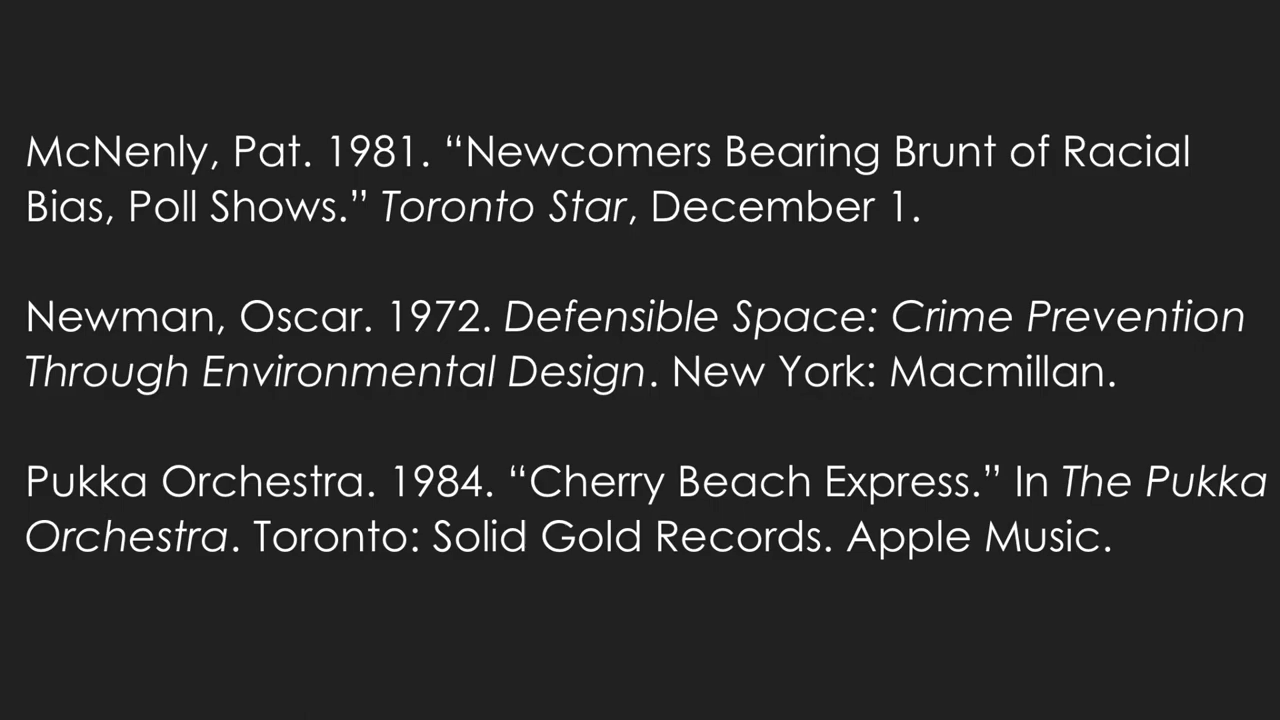 McNenly, Pat. 1981. “Newcomers Bearing Brunt of Racial
Bias, Poll Shows.” Toronto Star, December 1.
Newman, Oscar. 1972. Defensible Space: Crime Prevention
Through Environmental Design. New York: Macmillan.
Pukka Orchestra. 1984. “Cherry Beach Express.” In The Pukka
Orchestra. Toronto: Solid Gold Records. Apple Music.